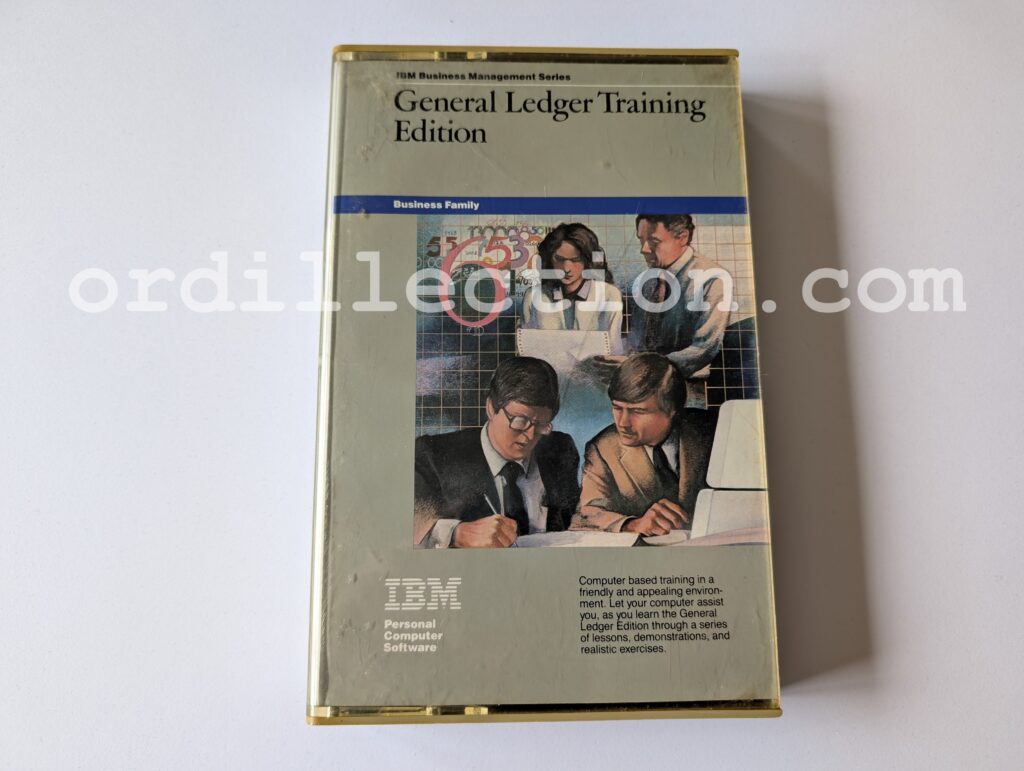 IBM Business Management Series
General Ledger Training
Edition
Business Family
ordillection.com
IBM
Personal
Computer
Software
Computer based training in a
friendly and appealing environ-
ment. Let your computer assist
you, as you learn the General
Ledger Edition through a series
of lessons, demonstrations, and
realistic exercises.